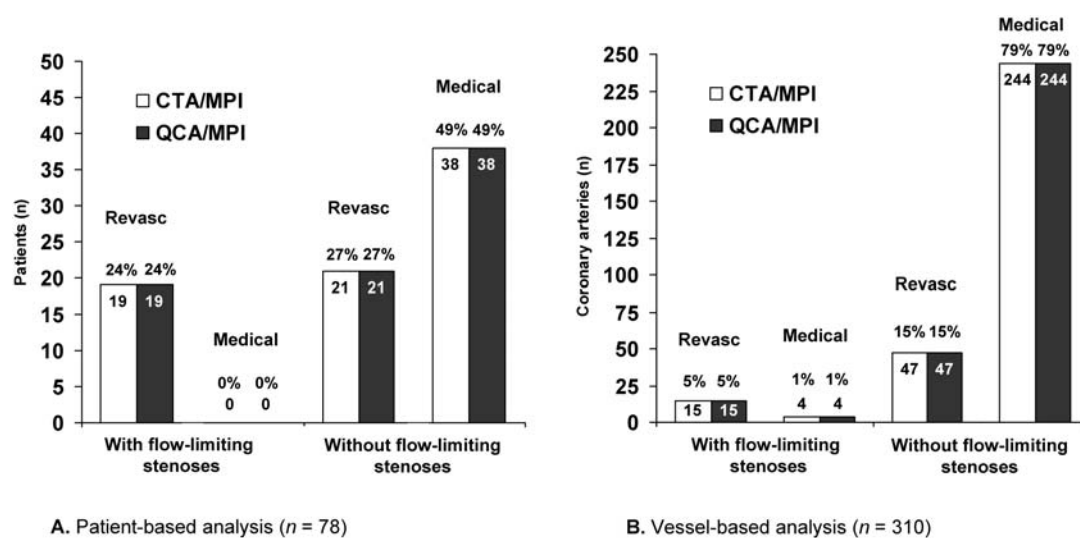 50
45
40
35
30
25
20
15
10
5
0
Patients (n)
CTA/MPI
QCA/MPI
Revasc
24% 24%
19 19
Medical
0% 0%
0 0
Revasc
27% 27%
21 21
Medical
49% 49%
38 38
With flow-limiting
stenoses
Without flow-limiting
stenoses
A. Patient-based analysis (n = 78)
250
225
200
175
150
125
100
75
50
25
0
Coronary arteries (n)
CTA/MPI
QCA/MPI
Revasc
5% 5%
15 15
Medical
1% 1%
4 4
Revasc
15% 15%
47 47
Medical
79% 79%
244 244
With flow-limiting
stenoses
Without flow-limiting
stenoses
B. Vessel-based analysis (n = 310)